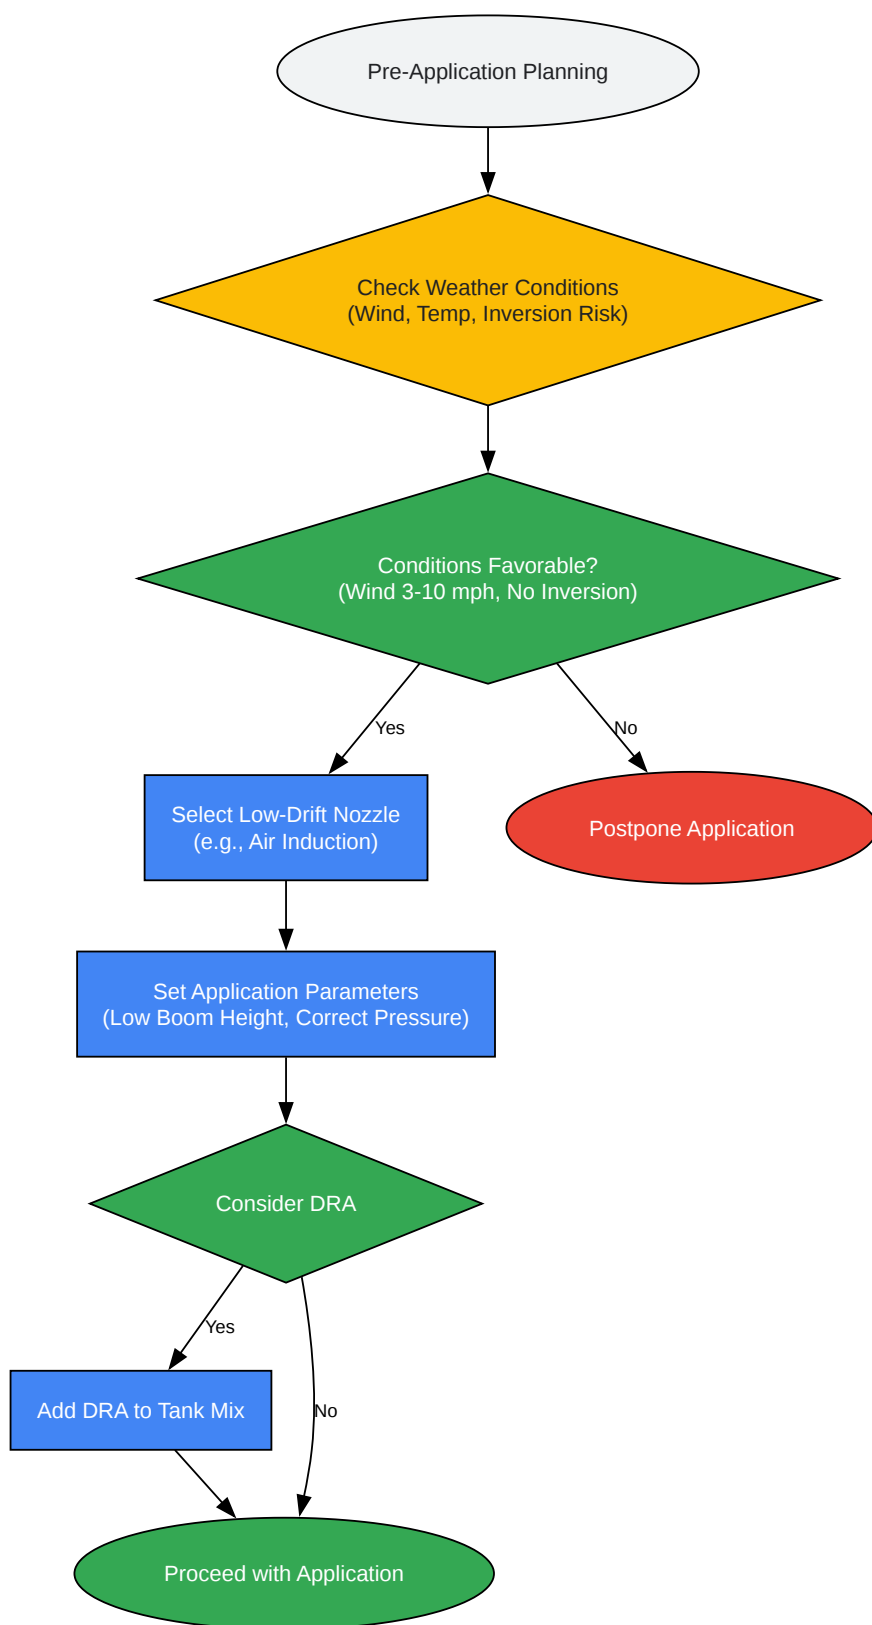 Pre-Application Planning
Check Weather Conditions
(Wind, Temp, Inversion Risk)
Conditions Favorable?
(Wind 3-10 mph, No Inversion)
Yes
No
Select Low-Drift Nozzle
(e.g., Air Induction)
Postpone Application
Set Application Parameters
(Low Boom Height, Correct Pressure)
Consider DRA
Yes
No
Add DRA to Tank Mix
Proceed with Application